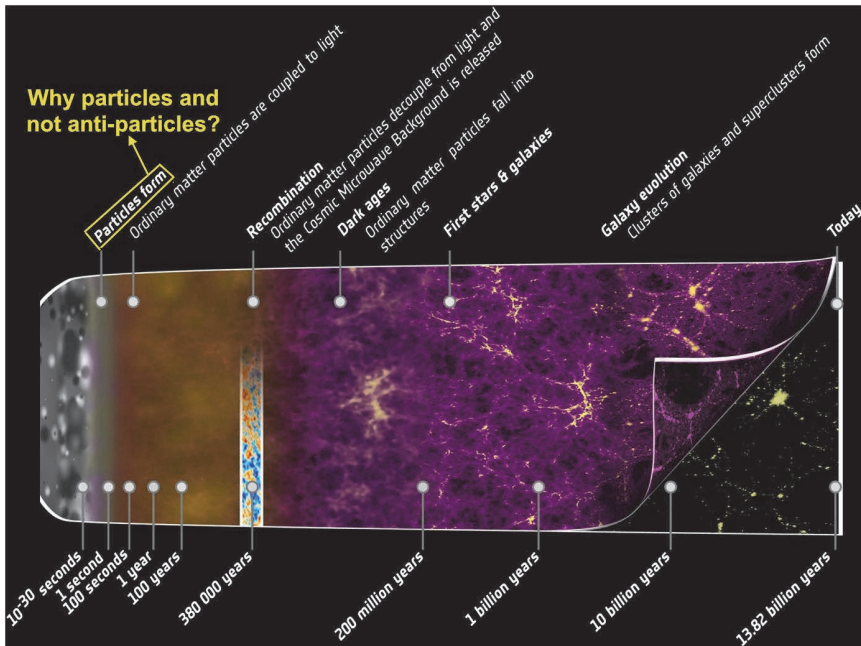 Why particles and
not anti-particles?
Particles form
Ordinary matter particles are coupled to light
Recombination
Ordinary matter particles decouple from light and
the Cosmic Microwave Background is released
Dark ages
Ordinary matter particles fall into
structures
First stars & galaxies
Galaxy evolution
Clusters of galaxies and superclusters form
Today
10-30 seconds
1 second
100 seconds
1 year
100 years
380 000 years
200 million years
1 billion years
10 billion years
13.82 billion years